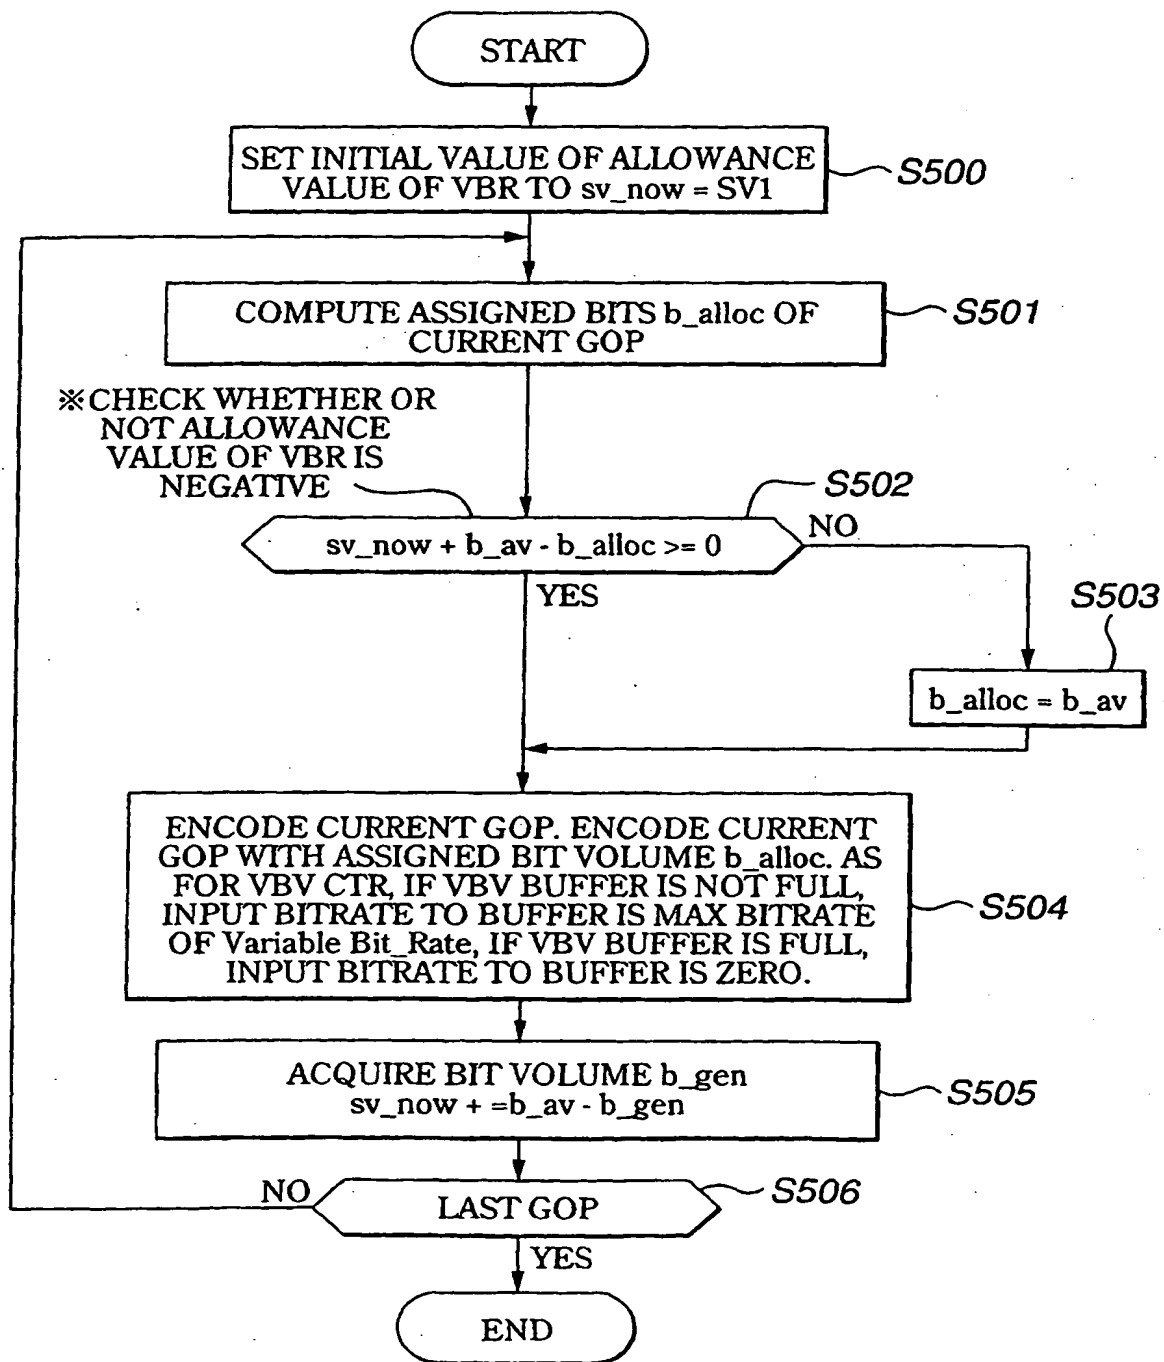 START
SET INITIAL VALUE OF ALLOWANCE
VALUE OF VBR TO sv_now = SV1
S500
COMPUTE ASSIGNED BITS b_alloc OF
CURRENT GOP
S501
※CHECK WHETHER OR
NOT ALLOWANCE
VALUE OF VBR IS
NEGATIVE
S502
sv_now + b_av - b_alloc >= 0
NO
YES
S503
b_alloc = b_av
ENCODE CURRENT GOP. ENCODE CURRENT
GOP WITH ASSIGNED BIT VOLUME b_alloc. AS
FOR VBV CTR, IF VBV BUFFER IS NOT FULL,
INPUT BITRATE TO BUFFER IS MAX BITRATE
OF Variable Bit_Rate, IF VBV BUFFER IS FULL,
INPUT BITRATE TO BUFFER IS ZERO.
S504
ACQUIRE BIT VOLUME b_gen
sv_now + =b_av - b_gen
S505
NO
LAST GOP
S506
YES
END